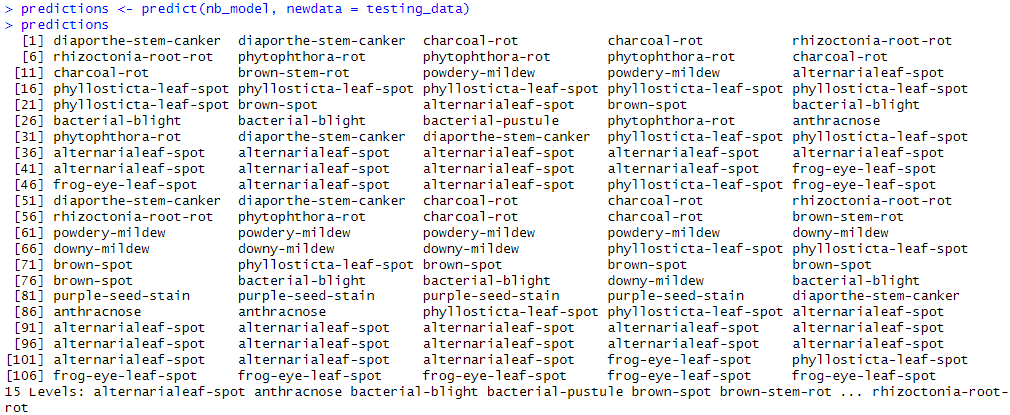 > predictions <- predict(nb_model, newdata = testing_data)
> predictions
[1] diaporthe-stem-canker diaporthe-stem-canker charcoal-rot charcoal-rot rhizoctonia-root-rot
[6] rhizoctonia-root-rot phytophthora-rot phytophthora-rot phytophthora-rot charcoal-rot
[11] charcoal-rot brown-stem-rot powdery-mildew powdery-mildew alternarialeaf-spot
[16] phyllosticta-leaf-spot phyllosticta-leaf-spot phyllosticta-leaf-spot phyllosticta-leaf-spot phyllosticta-leaf-spot
[21] phyllosticta-leaf-spot brown-spot alternarialeaf-spot brown-spot bacterial-blight
[26] bacterial-blight bacterial-blight bacterial-pustule phytophthora-rot anthracnose
[31] phytophthora-rot diaporthe-stem-canker diaporthe-stem-canker phyllosticta-leaf-spot phyllosticta-leaf-spot
[36] alternarialeaf-spot alternarialeaf-spot alternarialeaf-spot alternarialeaf-spot alternarialeaf-spot
[41] alternarialeaf-spot alternarialeaf-spot alternarialeaf-spot alternarialeaf-spot frog-eye-leaf-spot
[46] frog-eye-leaf-spot alternarialeaf-spot alternarialeaf-spot phyllosticta-leaf-spot frog-eye-leaf-spot
[51] diaporthe-stem-canker diaporthe-stem-canker charcoal-rot charcoal-rot rhizoctonia-root-rot
[56] rhizoctonia-root-rot phytophthora-rot charcoal-rot charcoal-rot brown-stem-rot
[61] powdery-mildew powdery-mildew powdery-mildew powdery-mildew downy-mildew
[66] downy-mildew downy-mildew downy-mildew phyllosticta-leaf-spot phyllosticta-leaf-spot
[71] brown-spot phyllosticta-leaf-spot brown-spot brown-spot brown-spot
[76] brown-spot bacterial-blight bacterial-blight downy-mildew bacterial-blight
[81] purple-seed-stain purple-seed-stain purple-seed-stain purple-seed-stain diaporthe-stem-canker
[86] anthracnose anthracnose phyllosticta-leaf-spot phyllosticta-leaf-spot alternarialeaf-spot
[91] alternarialeaf-spot alternarialeaf-spot alternarialeaf-spot alternarialeaf-spot alternarialeaf-spot
[96] alternarialeaf-spot alternarialeaf-spot alternarialeaf-spot alternarialeaf-spot alternarialeaf-spot
[101] alternarialeaf-spot alternarialeaf-spot alternarialeaf-spot frog-eye-leaf-spot phyllosticta-leaf-spot
[106] frog-eye-leaf-spot frog-eye-leaf-spot frog-eye-leaf-spot frog-eye-leaf-spot frog-eye-leaf-spot
15 Levels: alternarialeaf-spot anthracnose bacterial-blight bacterial-pustule brown-spot brown-stem-rot ... rhizoctonia-root-
rot